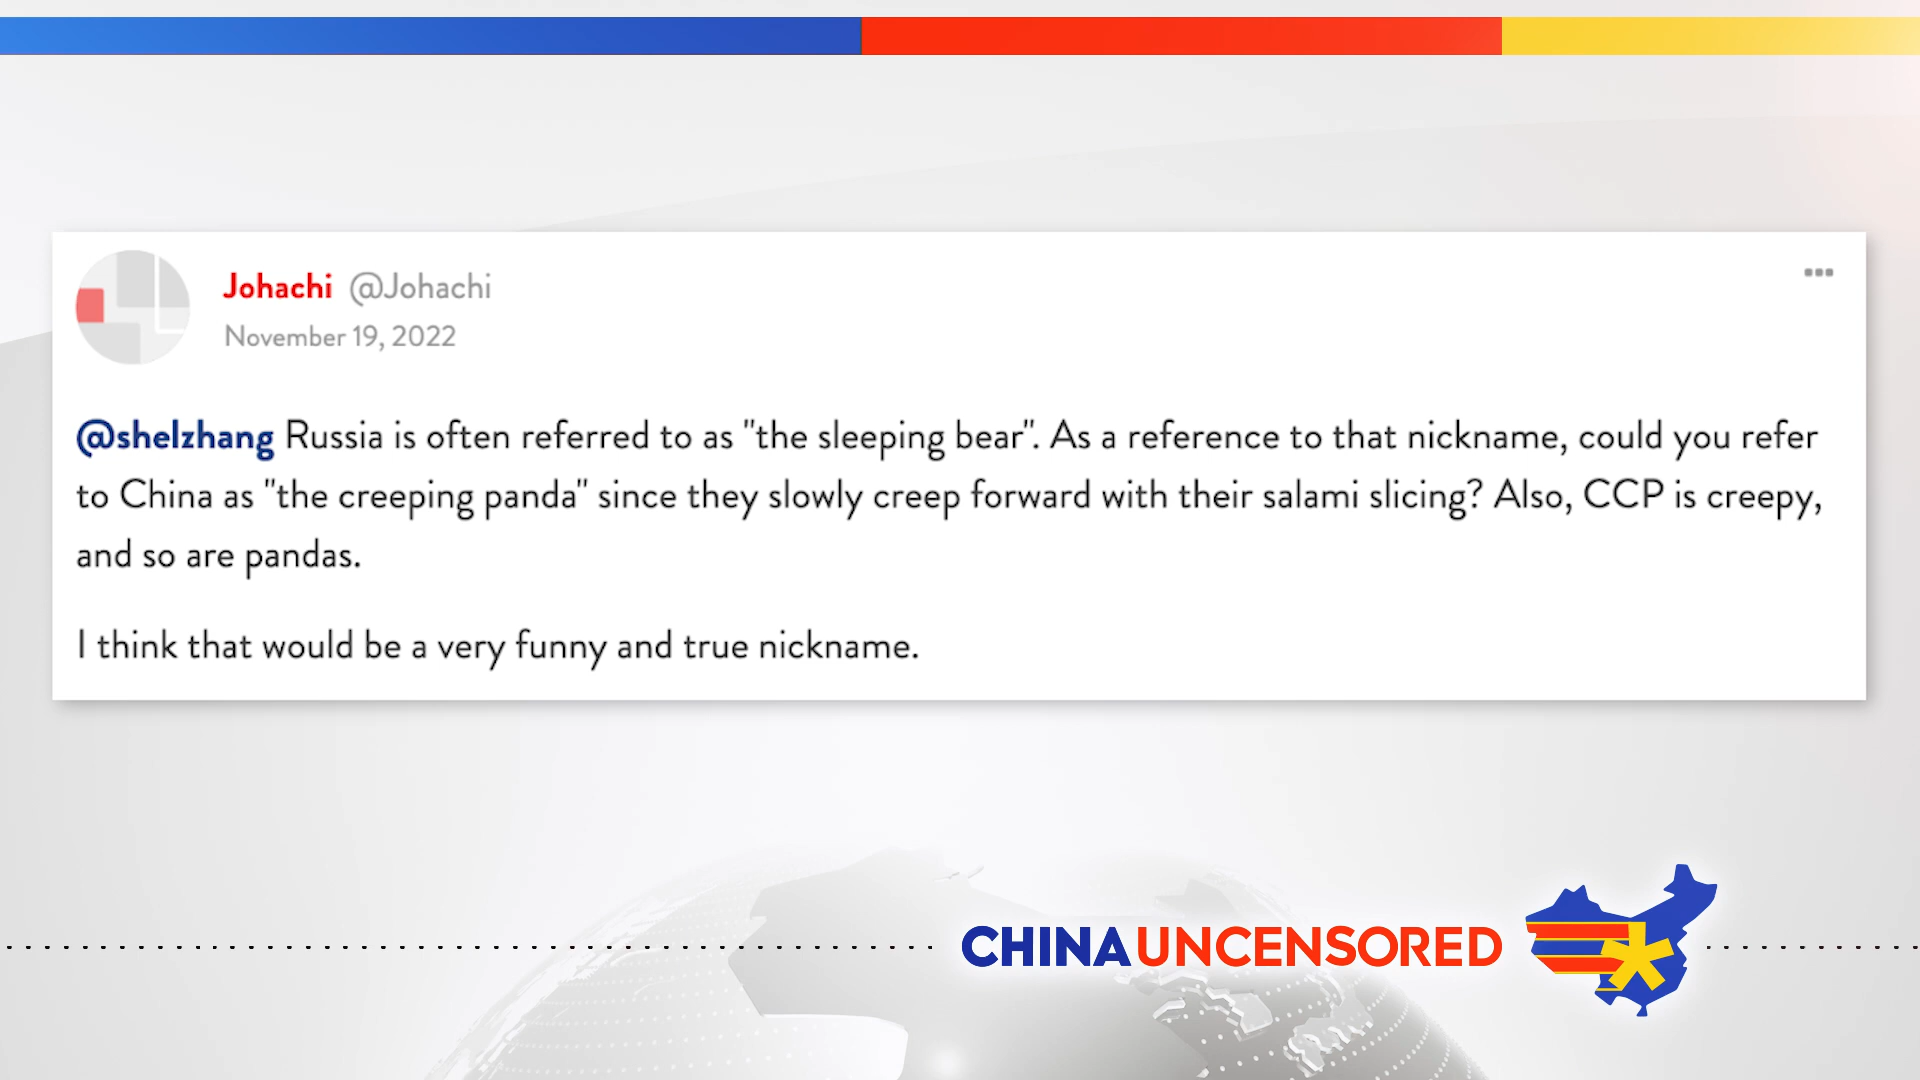 Johachi @Johachi
November 19, 2022
@shelzhang Russia is often referred to as "the sleeping bear". As a reference to that nickname, could you refer
to China as "the creeping panda" since they slowly creep forward with their salami slicing? Also, CCP is creepy,
and so are pandas.
I think that would be a very funny and true nickname.
CHINAUNCENSORED